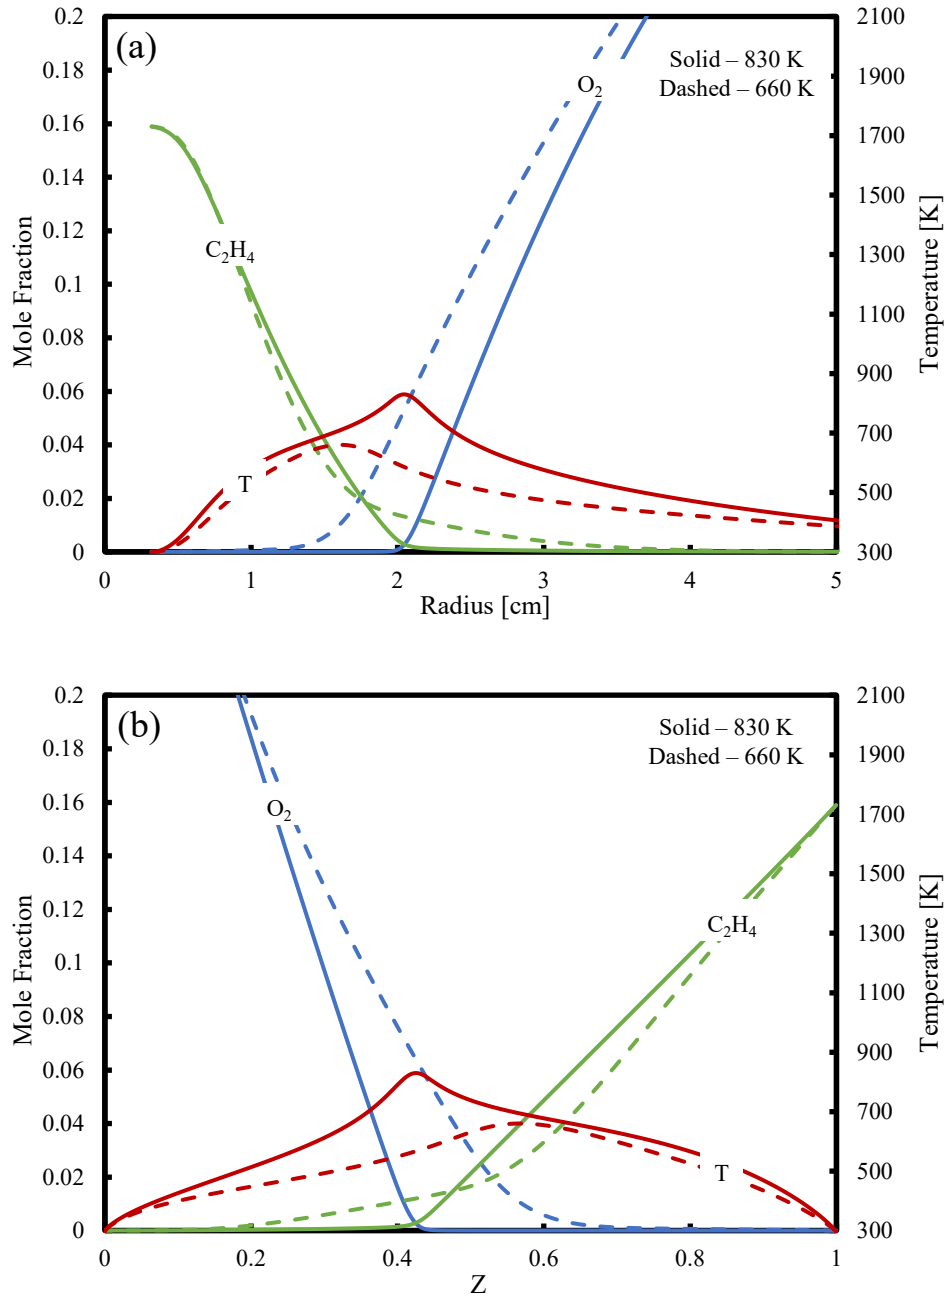 (a)
Solid – 830 K
Dashed – 660 K
O₂
C₂H₄
T
Mole Fraction
0.2
0.18
0.16
0.14
0.12
0.1
0.08
0.06
0.04
0.02
0
Temperature [K]
2100
1900
1700
1500
1300
1100
900
700
500
300
0 1 2 3 4 5
Radius [cm]
(b)
Solid – 830 K
Dashed – 660 K
O₂
C₂H₄
T
Mole Fraction
0.2
0.18
0.16
0.14
0.12
0.1
0.08
0.06
0.04
0.02
0
Temperature [K]
2100
1900
1700
1500
1300
1100
900
700
500
300
0 0.2 0.4 0.6 0.8 1
Z